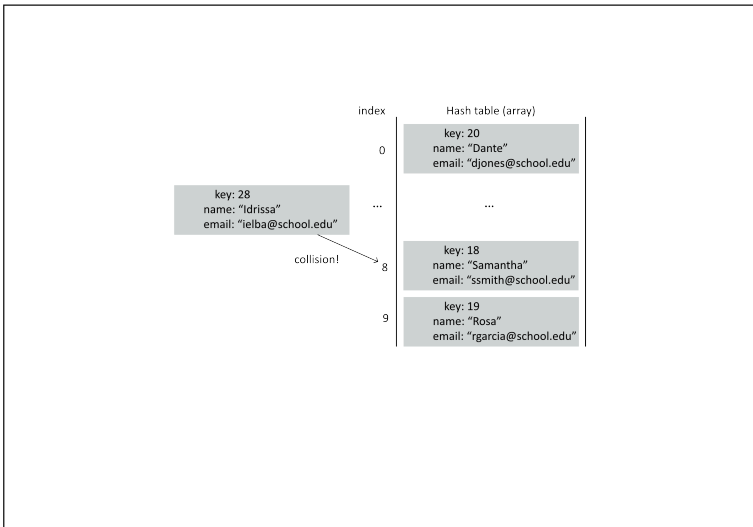 index
Hash table (array)
key: 20
0
name: “Dante”
email: “djones@school.edu”
key: 28
name: “Idrissa”
email: “ielba@school.edu”
...
...
collision!
key: 18
8
name: “Samantha”
email: “ssmith@school.edu”
key: 19
9
name: “Rosa”
email: “rgarcia@school.edu”